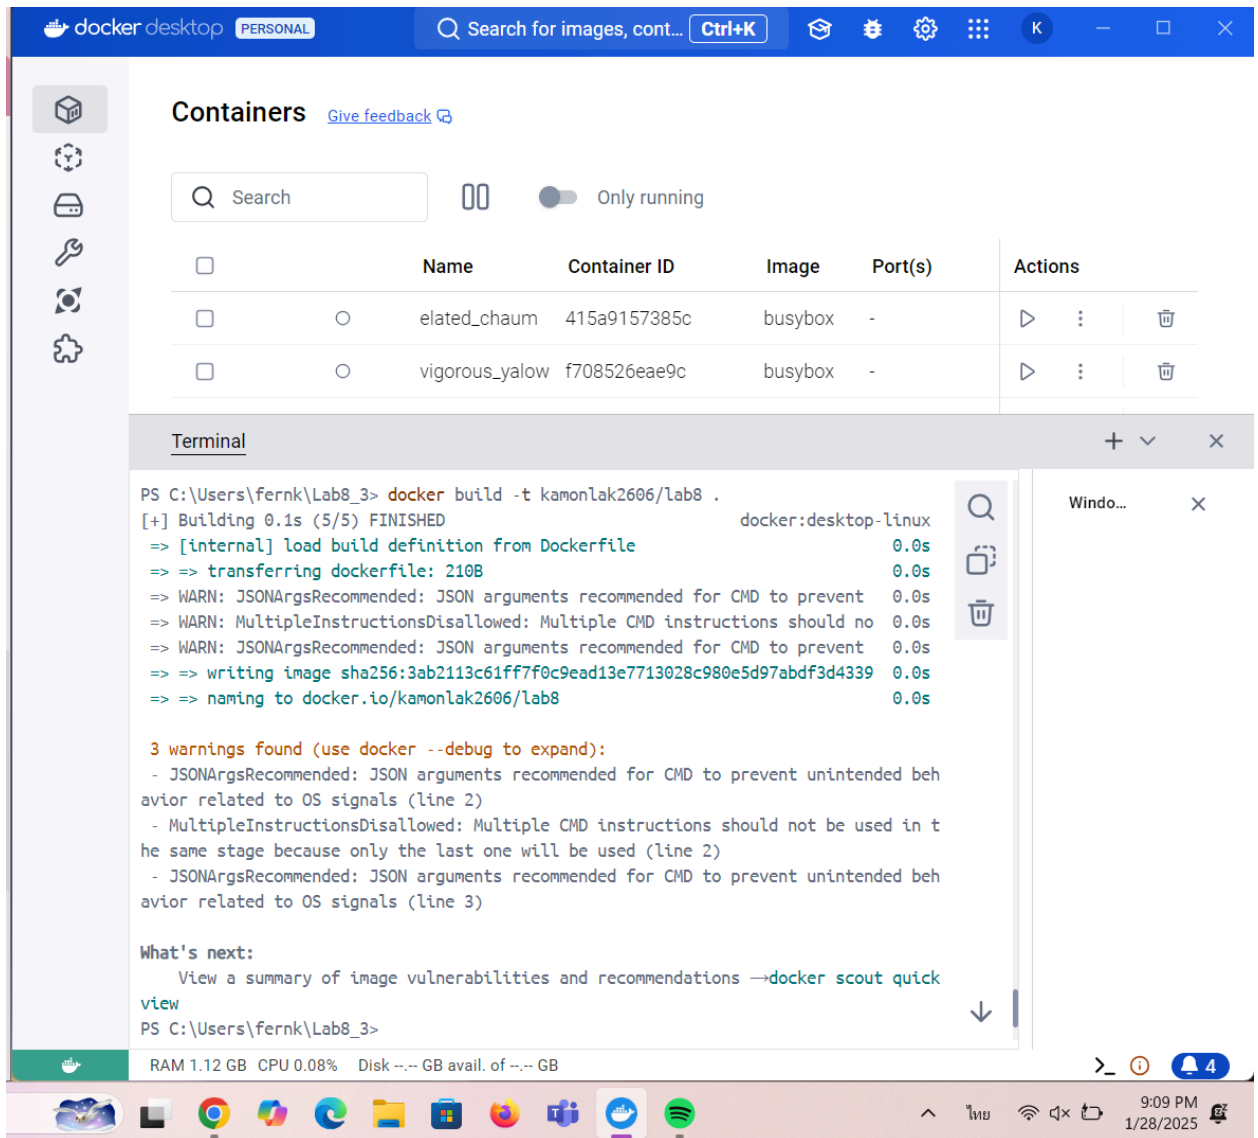 docker desktop PERSONAL Search for images, cont... Ctrl+K K
Containers Give feedback
Search Only running
Name Container ID Image Port(s) Actions
elated_chaum 415a9157385c busybox -
vigorous_yalow f708526eae9c busybox -
Terminal
PS C:\Users\fernk\Lab8_3> docker build -t kamonlak2606/lab8 .
[+] Building 0.1s (5/5) FINISHED docker:desktop-linux
=> [internal] load build definition from Dockerfile 0.0s
=> => transferring dockerfile: 210B 0.0s
=> WARN: JSONArgsRecommended: JSON arguments recommended for CMD to prevent 0.0s
=> WARN: MultipleInstructionsDisallowed: Multiple CMD instructions should no 0.0s
=> WARN: JSONArgsRecommended: JSON arguments recommended for CMD to prevent 0.0s
=> => writing image sha256:3ab2113c61ff7f0c9ead13e7713028c980e5d97abdf3d4339 0.0s
=> => naming to docker.io/kamonlak2606/lab8 0.0s
3 warnings found (use docker --debug to expand):
- JSONArgsRecommended: JSON arguments recommended for CMD to prevent unintended beh
avior related to OS signals (line 2)
- MultipleInstructionsDisallowed: Multiple CMD instructions should not be used in t
he same stage because only the last one will be used (line 2)
- JSONArgsRecommended: JSON arguments recommended for CMD to prevent unintended beh
avior related to OS signals (line 3)
What's next:
View a summary of image vulnerabilities and recommendations →docker scout quick
view
PS C:\Users\fernk\Lab8_3>
Windo...
RAM 1.12 GB CPU 0.08% Disk --.-- GB avail. of --.-- GB 4
ไทย 9:09 PM
1/28/2025